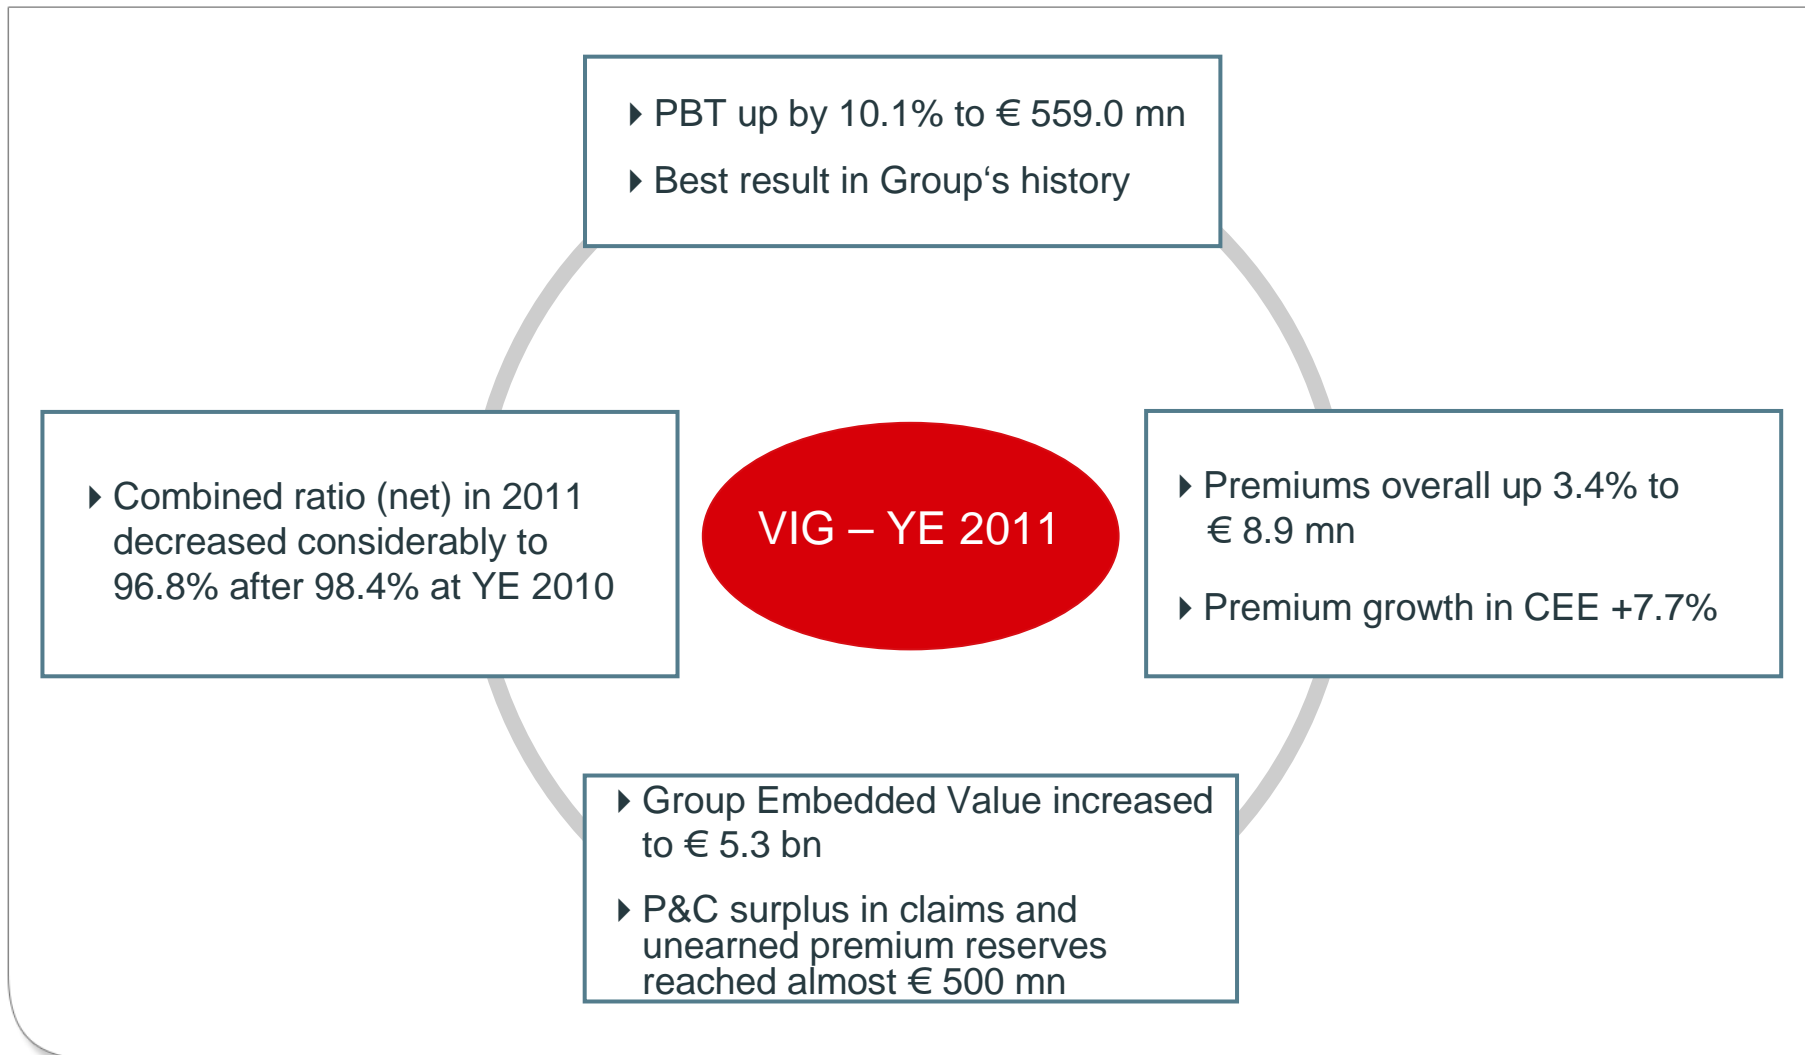 ▸ PBT up by 10.1% to € 559.0 mn
▸ Best result in Group‘s history
▸ Combined ratio (net) in 2011
decreased considerably to
96.8% after 98.4% at YE 2010
VIG – YE 2011
▸ Premiums overall up 3.4% to
€ 8.9 mn
▸ Premium growth in CEE +7.7%
▸ Group Embedded Value increased
to € 5.3 bn
▸ P&C surplus in claims and
unearned premium reserves
reached almost € 500 mn